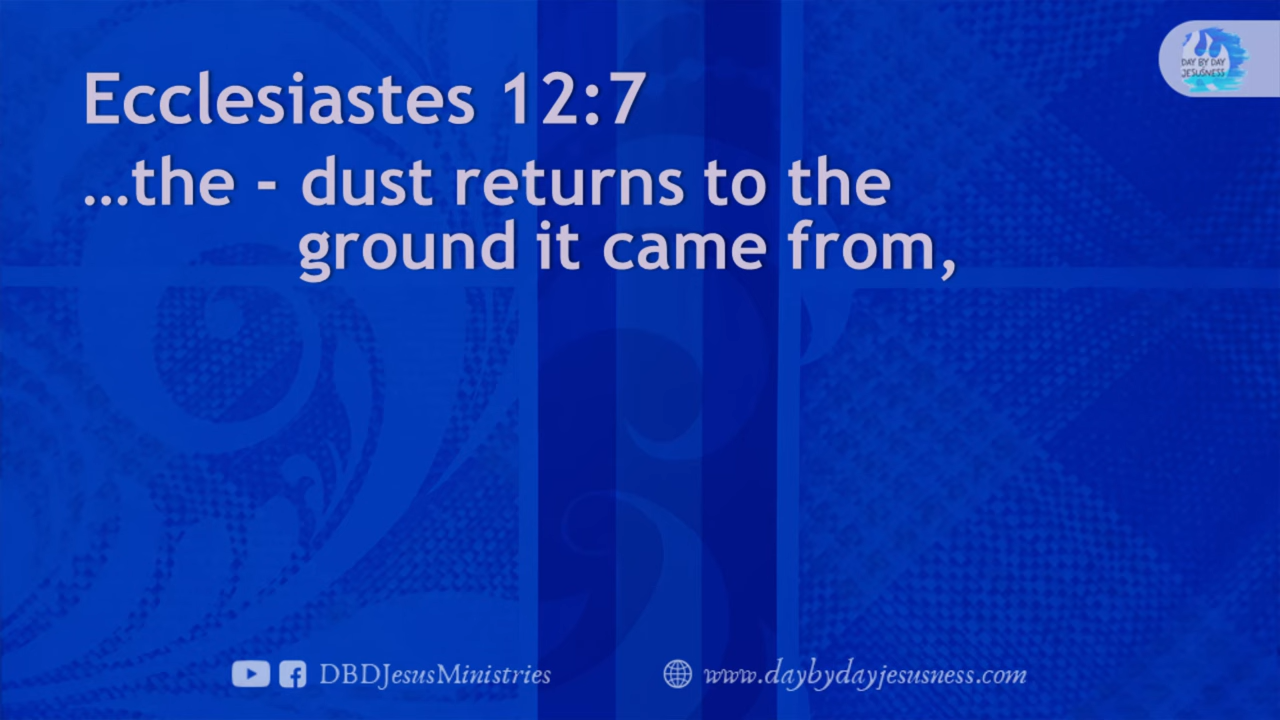 DAY BY DAY
JESUSNESS
Ecclesiastes 12:7
...the - dust returns to the
ground it came from,
DBDJesusMinistries
www.daybydayjesusness.com